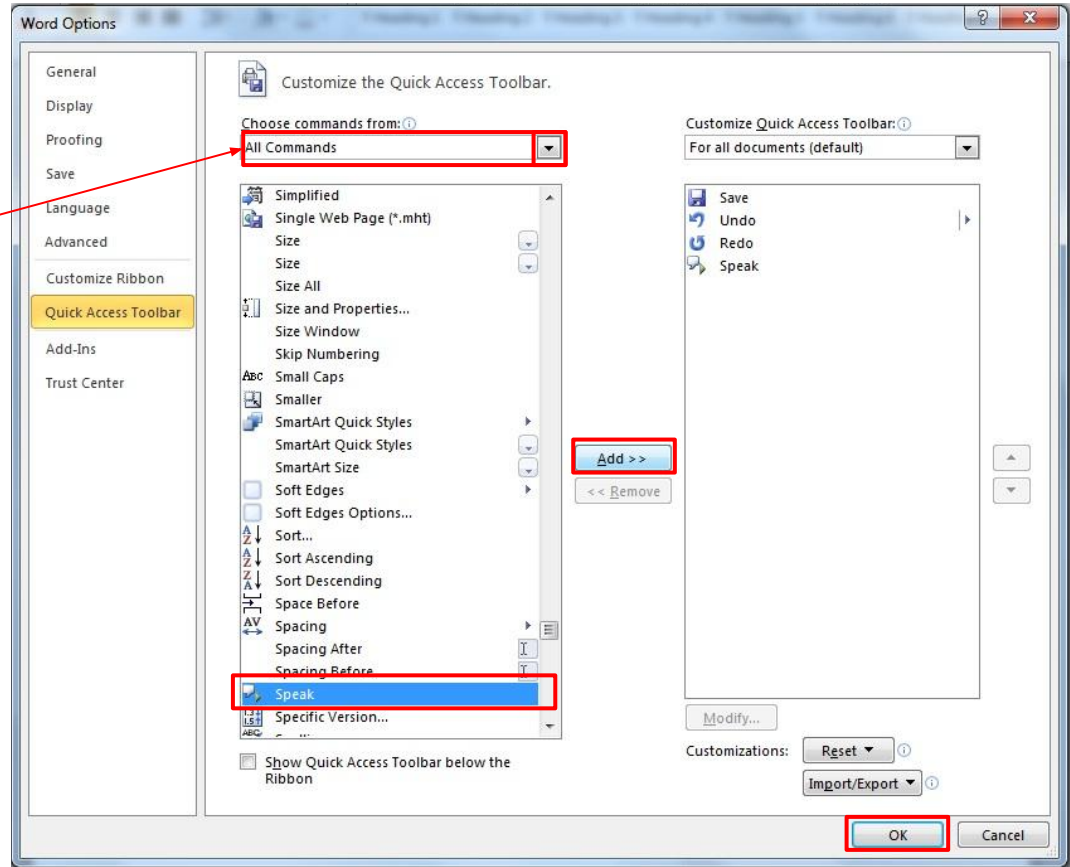 Word Options
General
Display
Proofing
Save
Language
Advanced
Customize Ribbon
Quick Access Toolbar
Add-Ins
Trust Center
Customize the Quick Access Toolbar.
Choose commands from:
All Commands
Simplified
Single Web Page (*.mht)
Size
Size
Size All
Size and Properties...
Size Window
Skip Numbering
ABC Small Caps
Smaller
SmartArt Quick Styles
SmartArt Quick Styles
SmartArt Size
Soft Edges
Soft Edges Options...
Sort...
Sort Ascending
Sort Descending
Space Before
AV Spacing
Spacing After
Spacing Before
Speak
Specific Version...
Show Quick Access Toolbar below the
Ribbon
Add >>
<< Remove
Customize Quick Access Toolbar:
For all documents (default)
Save
Undo
Redo
Speak
Modify...
Customizations: Reset
Import/Export
OK
Cancel